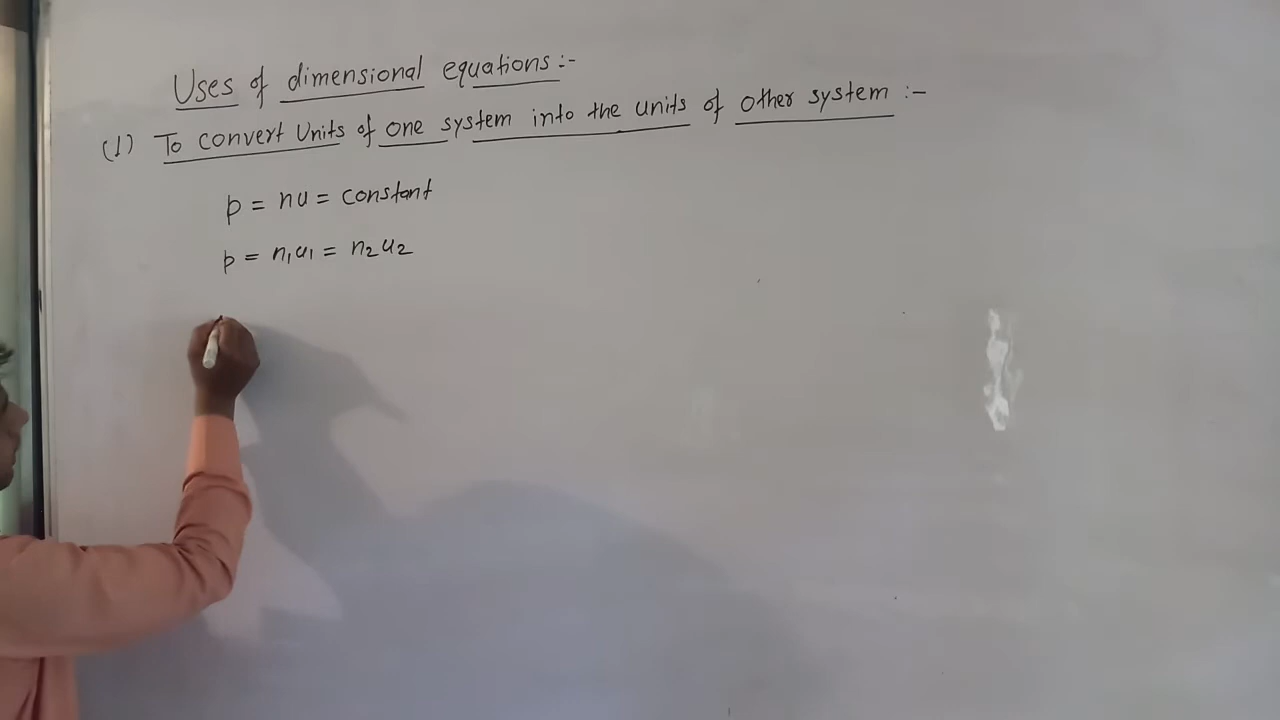 Uses of dimensional equations :-
(1) To convert Units of one system into the units of other system :-
p = nu = constant
p = n₁u₁ = n₂u₂